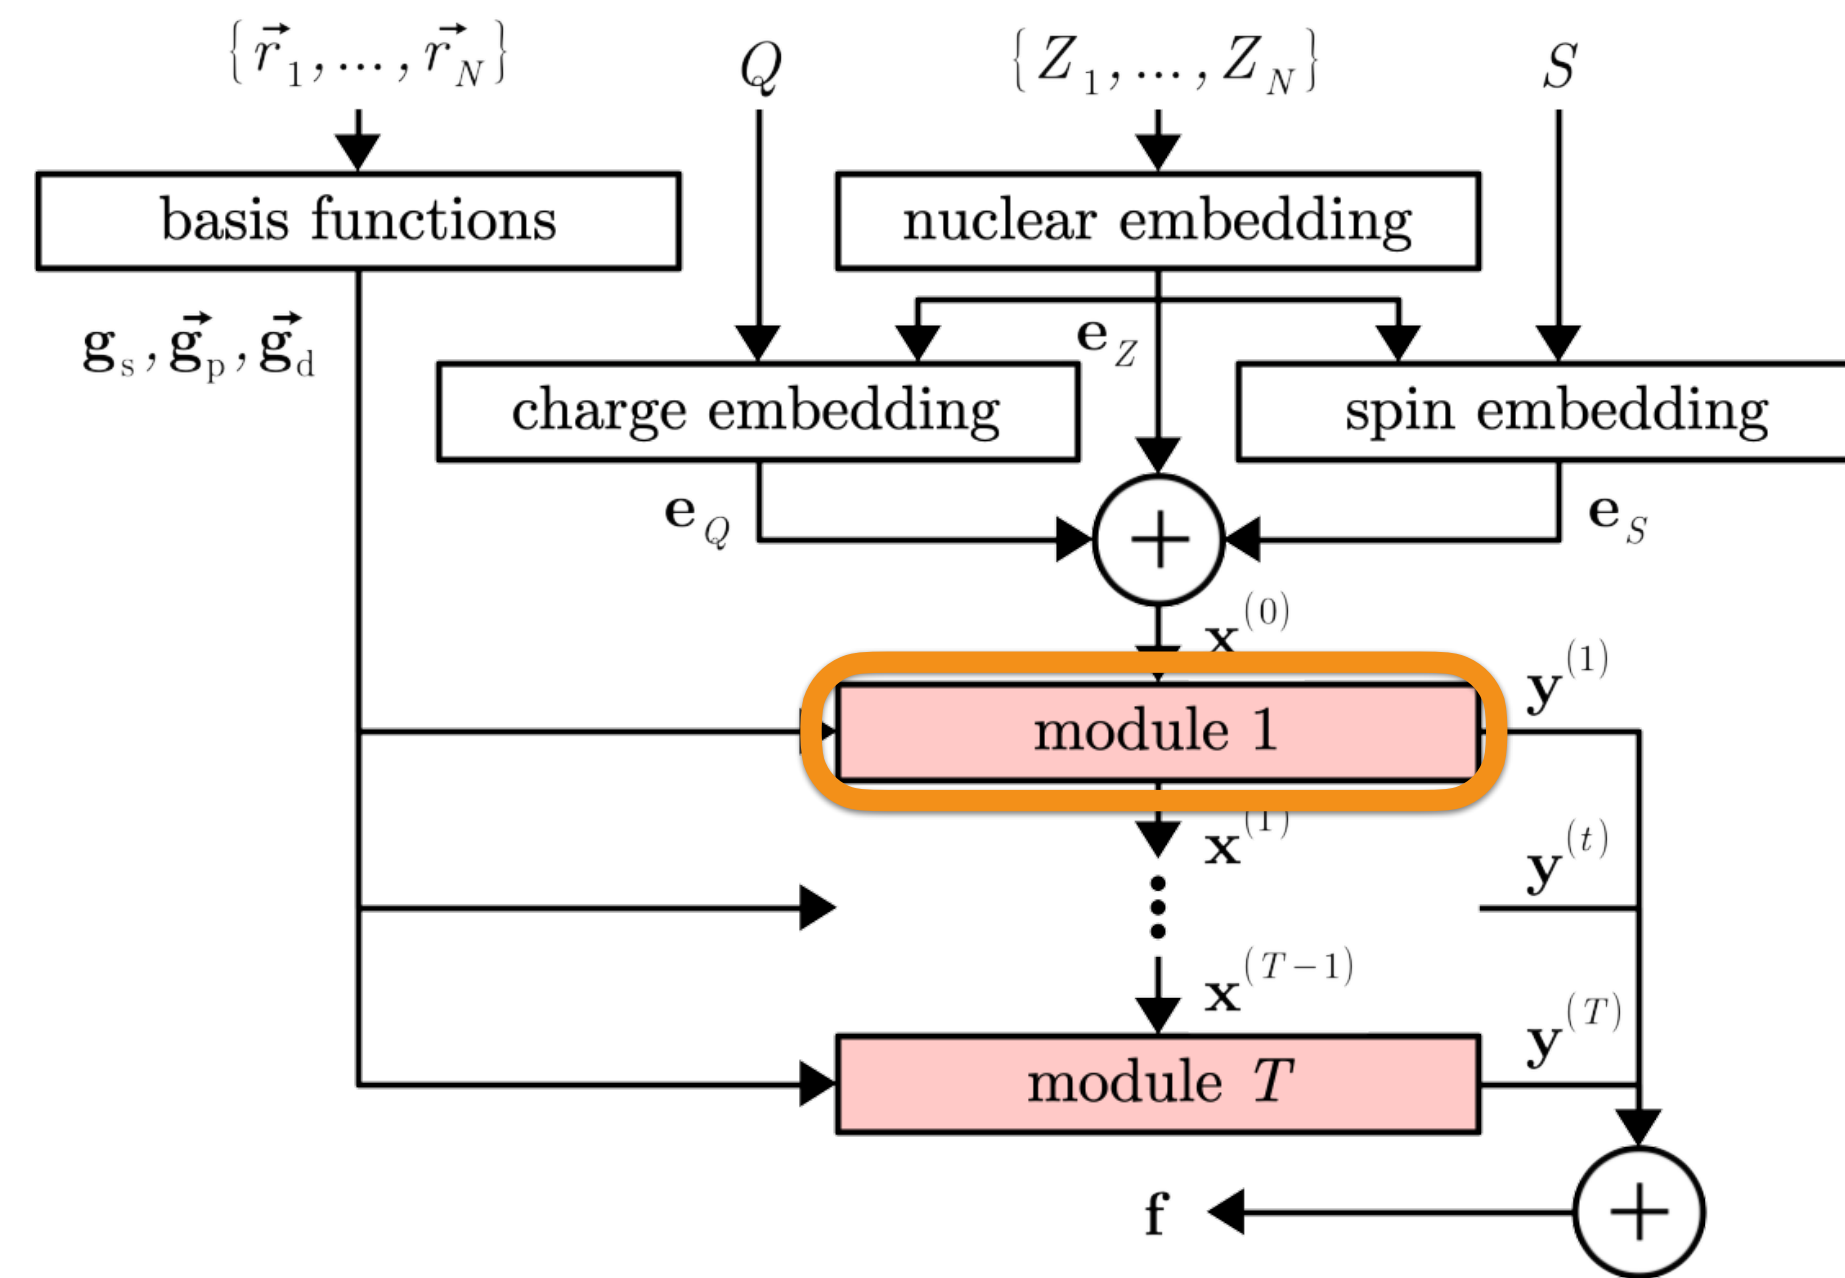 {r⃗₁,...,r⃗_N} Q {Z₁,...,Z_N} S
basis functions nuclear embedding
g_s, g⃗_p, g⃗_d e_Z
charge embedding spin embedding
e_Q + e_S
x^(0)
module 1 y^(1)
x^(1) y^(t)
x^(T−1)
module T y^(T)
f +